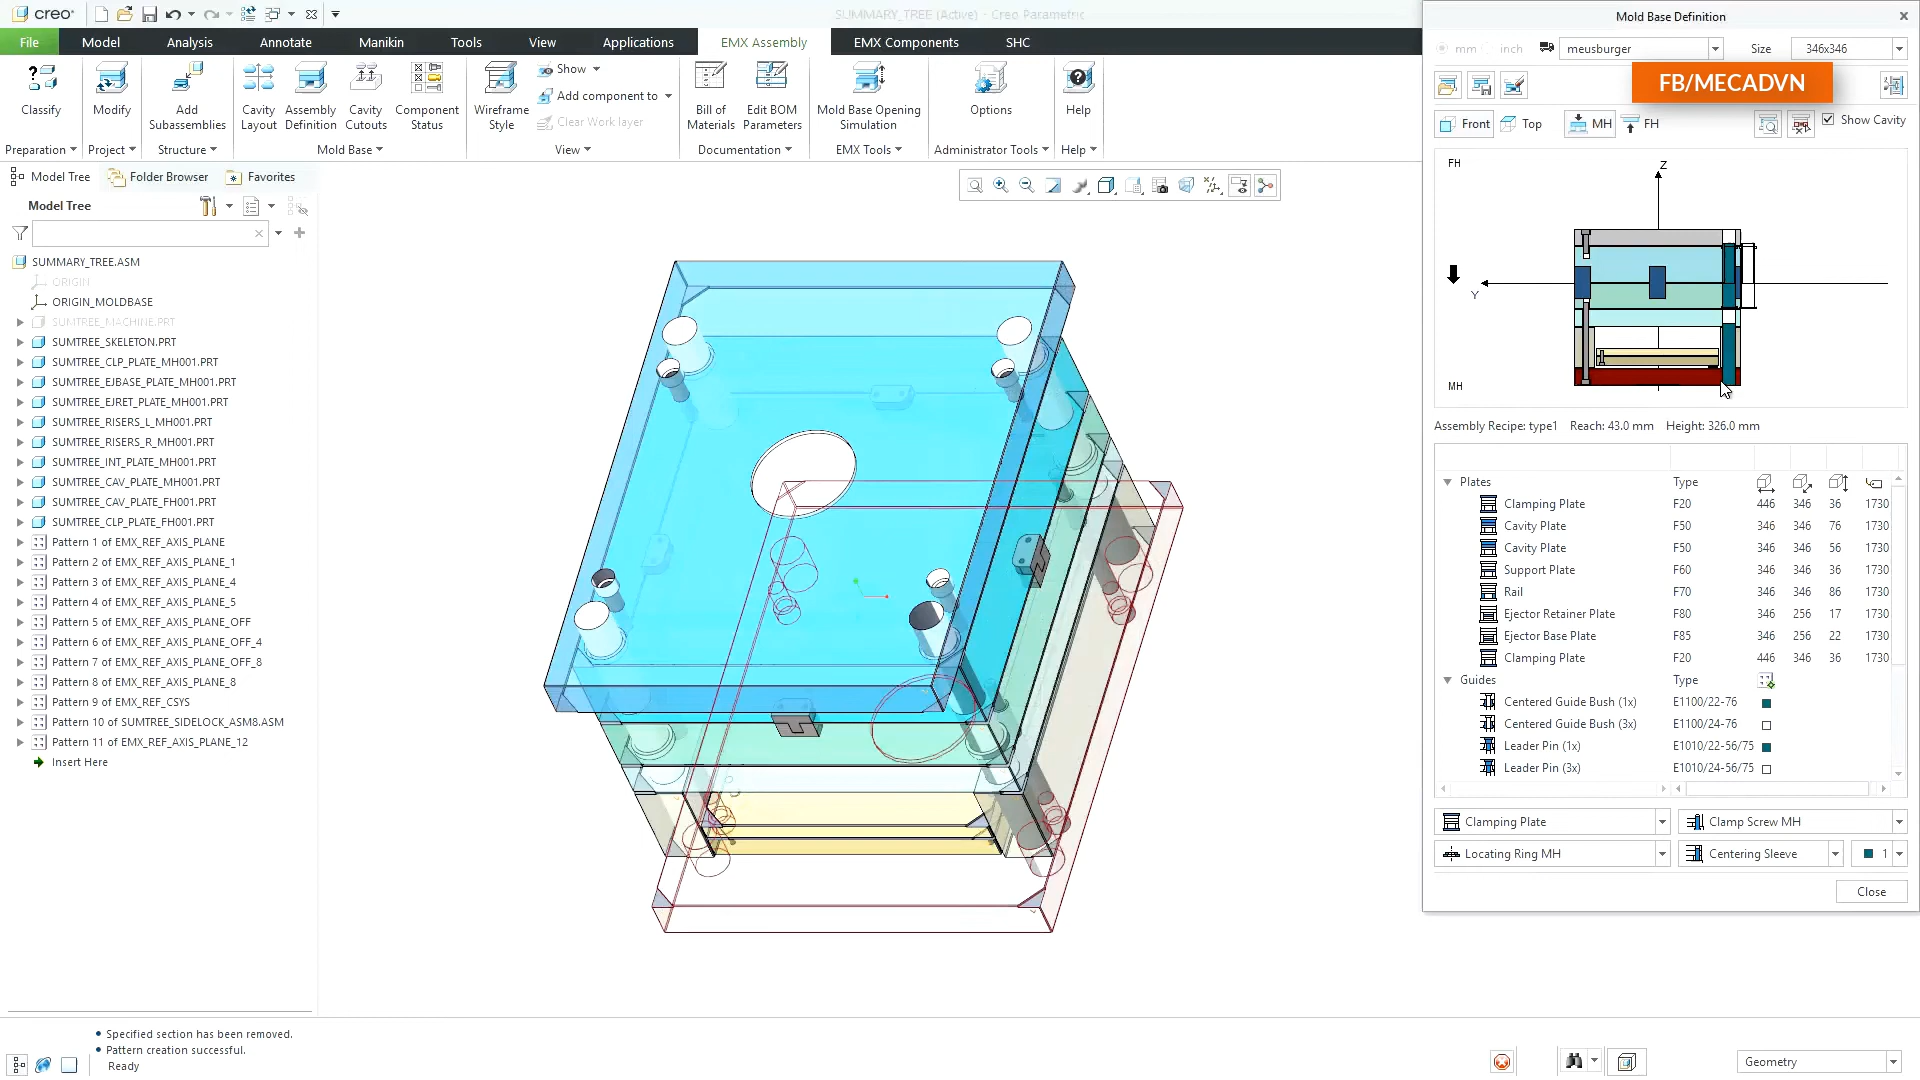 creo®
SUMMARY_TREE (Active) - Creo Parametric
File Model Analysis Annotate Manikin Tools View Applications EMX Assembly EMX Components SHC
Classify
Modify
Add Subassemblies
Cavity Layout
Assembly Definition
Cavity Cutouts
Component Status
Wireframe Style
Show
Add component to
Clear Work layer
Bill of Materials
Edit BOM Parameters
Mold Base Opening Simulation
Options
Help
Preparation Project Structure Mold Base View Documentation EMX Tools Administrator Tools Help
Model Tree Folder Browser Favorites
Model Tree
SUMMARY_TREE.ASM
ORIGIN
ORIGIN_MOLDBASE
SUMTREE_MACHINE.PRT
SUMTREE_SKELETON.PRT
SUMTREE_CLP_PLATE_MH001.PRT
SUMTREE_EJBASE_PLATE_MH001.PRT
SUMTREE_EJRET_PLATE_MH001.PRT
SUMTREE_RISERS_L_MH001.PRT
SUMTREE_RISERS_R_MH001.PRT
SUMTREE_INT_PLATE_MH001.PRT
SUMTREE_CAV_PLATE_MH001.PRT
SUMTREE_CAV_PLATE_FH001.PRT
SUMTREE_CLP_PLATE_FH001.PRT
Pattern 1 of EMX_REF_AXIS_PLANE
Pattern 2 of EMX_REF_AXIS_PLANE_1
Pattern 3 of EMX_REF_AXIS_PLANE_4
Pattern 4 of EMX_REF_AXIS_PLANE_5
Pattern 5 of EMX_REF_AXIS_PLANE_OFF
Pattern 6 of EMX_REF_AXIS_PLANE_OFF_4
Pattern 7 of EMX_REF_AXIS_PLANE_OFF_8
Pattern 8 of EMX_REF_AXIS_PLANE_8
Pattern 9 of EMX_REF_CSYS
Pattern 10 of SUMTREE_SIDELOCK_ASM8.ASM
Pattern 11 of EMX_REF_AXIS_PLANE_12
Insert Here
Mold Base Definition
mm inch meusburger Size 346x346
FB/MECADVN
Front Top MH FH Show Cavity
FH
Z
Y
MH
Assembly Recipe: type1 Reach: 43.0 mm Height: 326.0 mm
Plates Type
Clamping Plate F20 446 346 36 1730
Cavity Plate F50 346 346 76 1730
Cavity Plate F50 346 346 56 1730
Support Plate F60 346 346 36 1730
Rail F70 346 346 86 1730
Ejector Retainer Plate F80 346 256 17 1730
Ejector Base Plate F85 346 256 22 1730
Clamping Plate F20 446 346 36 1730
Guides Type
Centered Guide Bush (1x) E1100/22-76
Centered Guide Bush (3x) E1100/24-76
Leader Pin (1x) E1010/22-56/75
Leader Pin (3x) E1010/24-56/75
Clamping Plate Clamp Screw MH
Locating Ring MH Centering Sleeve 1
Close
• Specified section has been removed.
• Pattern creation successful.
Ready
Geometry